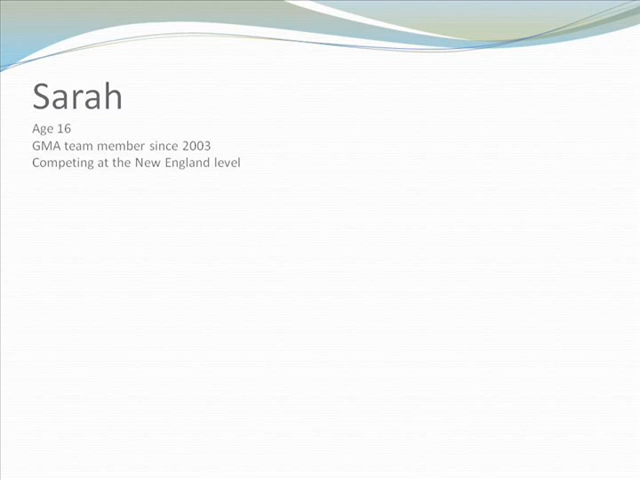 Sarah
Age 16
GMA team member since 2003
Competing at the New England level